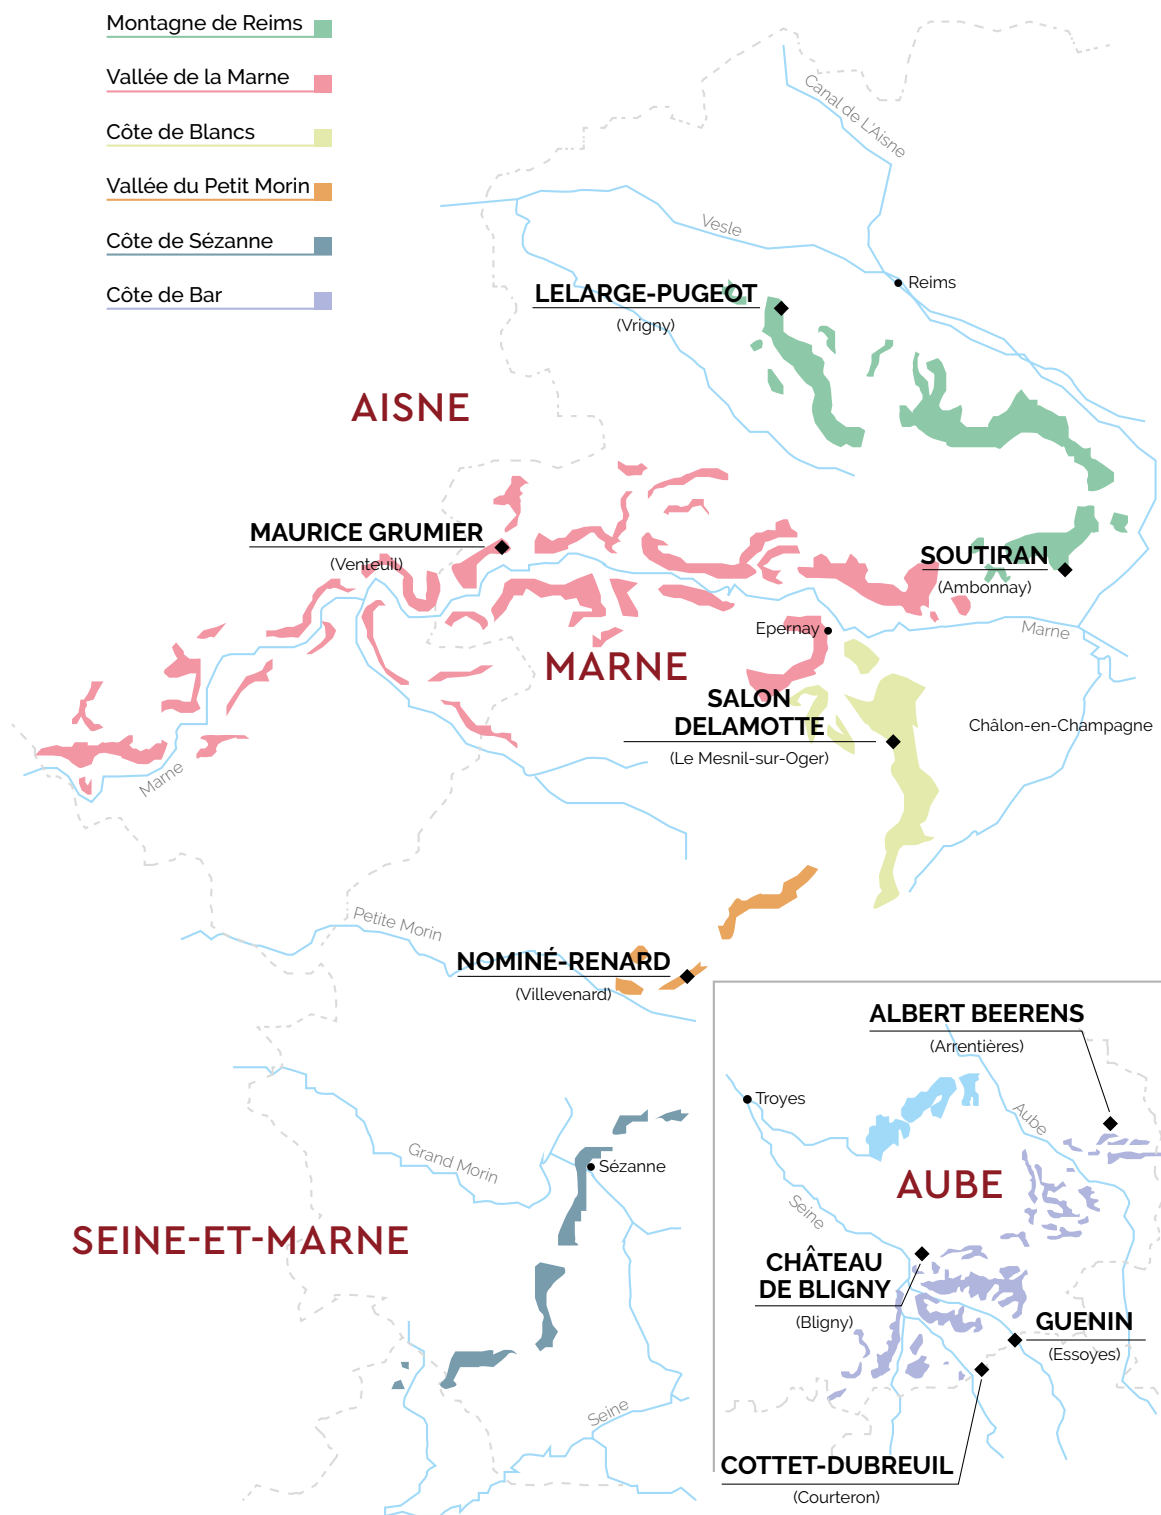 Montagne de Reims
Vallée de la Marne
Côte de Blancs
Vallée du Petit Morin
Côte de Sézanne
Côte de Bar
Canal de L'Aisne
Vesle
Reims
LELARGE-PUGEOT
(Vrigny)
AISNE
MAURICE GRUMIER
(Venteuil)
SOUTIRAN
(Ambonnay)
Epernay
Marne
MARNE
SALON
DELAMOTTE
(Le Mesnil-sur-Oger)
Châlon-en-Champagne
Marne
Petite Morin
NOMINÉ-RENARD
(Villevenard)
ALBERT BEERENS
(Arrentières)
Troyes
Aube
Grand Morin
Sézanne
AUBE
Seine
SEINE-ET-MARNE
CHÂTEAU
DE BLIGNY
(Bligny)
GUENIN
(Essoyes)
Seine
COTTET-DUBREUIL
(Courteron)